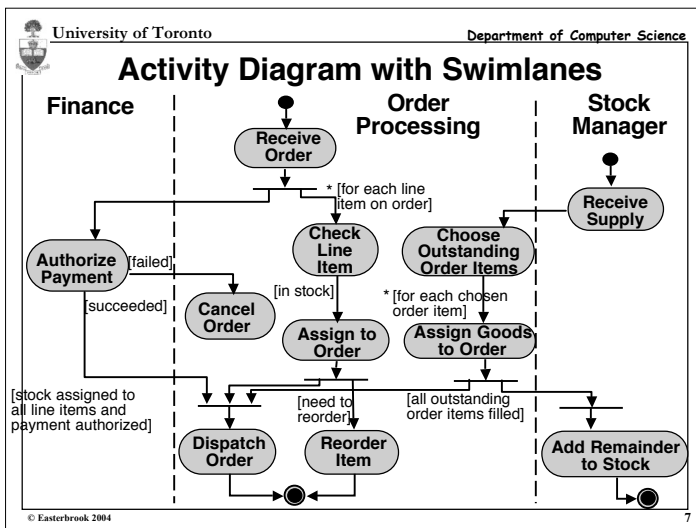 University of Toronto
Department of Computer Science
Activity Diagram with Swimlanes
Finance
Order
Processing
Stock
Manager
Receive
Order
* [for each line
item on order]
Receive
Supply
Authorize
Payment
[failed]
[succeeded]
Cancel
Order
Check
Line
Item
Choose
Outstanding
Order Items
[in stock]
* [for each chosen
order item]
Assign to
Order
Assign Goods
to Order
[stock assigned to
all line items and
payment authorized]
[need to
reorder]
[all outstanding
order items filled]
Dispatch
Order
Reorder
Item
Add Remainder
to Stock
© Easterbrook 2004
7